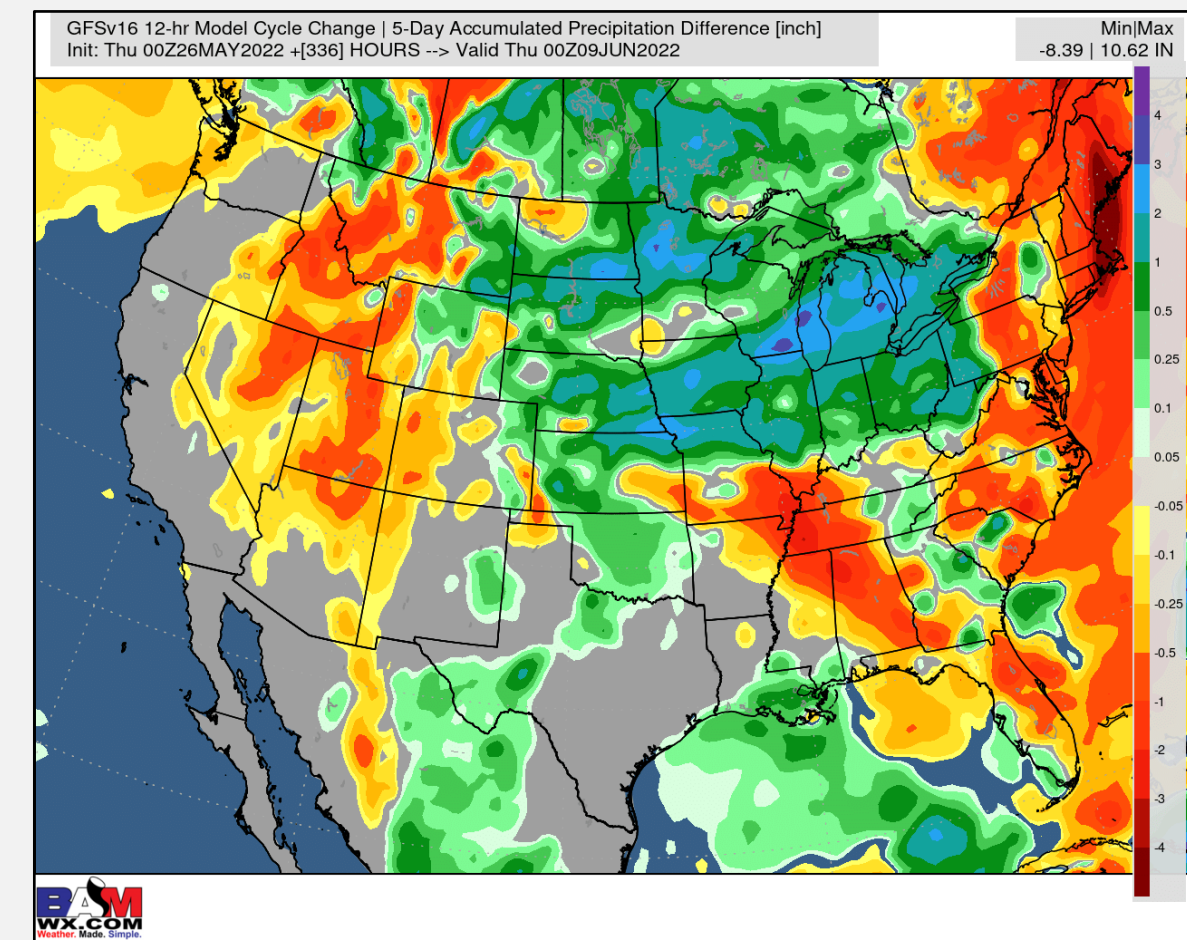 GFSv16 12-hr Model Cycle Change | 5-Day Accumulated Precipitation Difference [inch]
Init: Thu 00Z26MAY2022 +[336] HOURS --> Valid Thu 00Z09JUN2022
Min|Max
-8.39 | 10.62 IN
4
3
2
1
0.5
0.25
0.1
0.05
-0.05
-0.1
-0.25
-0.5
-1
-2
-3
-4
BAM
WX.COM
Weather. Made. Simple.